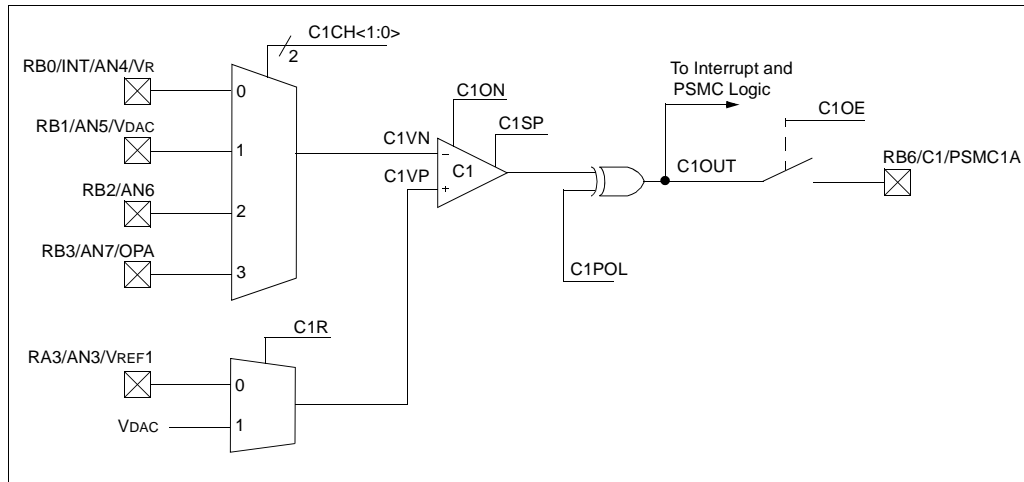 C1CH<1:0>
2
RB0/INT/AN4/VR
0
RB1/AN5/VDAC
1
RB2/AN6
2
RB3/AN7/OPA
3
C1VN
C1VP
C1ON
C1SP
−
C1
+
To Interrupt and
PSMC Logic
C1OE
C1OUT
RB6/C1/PSMC1A
C1POL
C1R
RA3/AN3/VREF1
0
VDAC
1